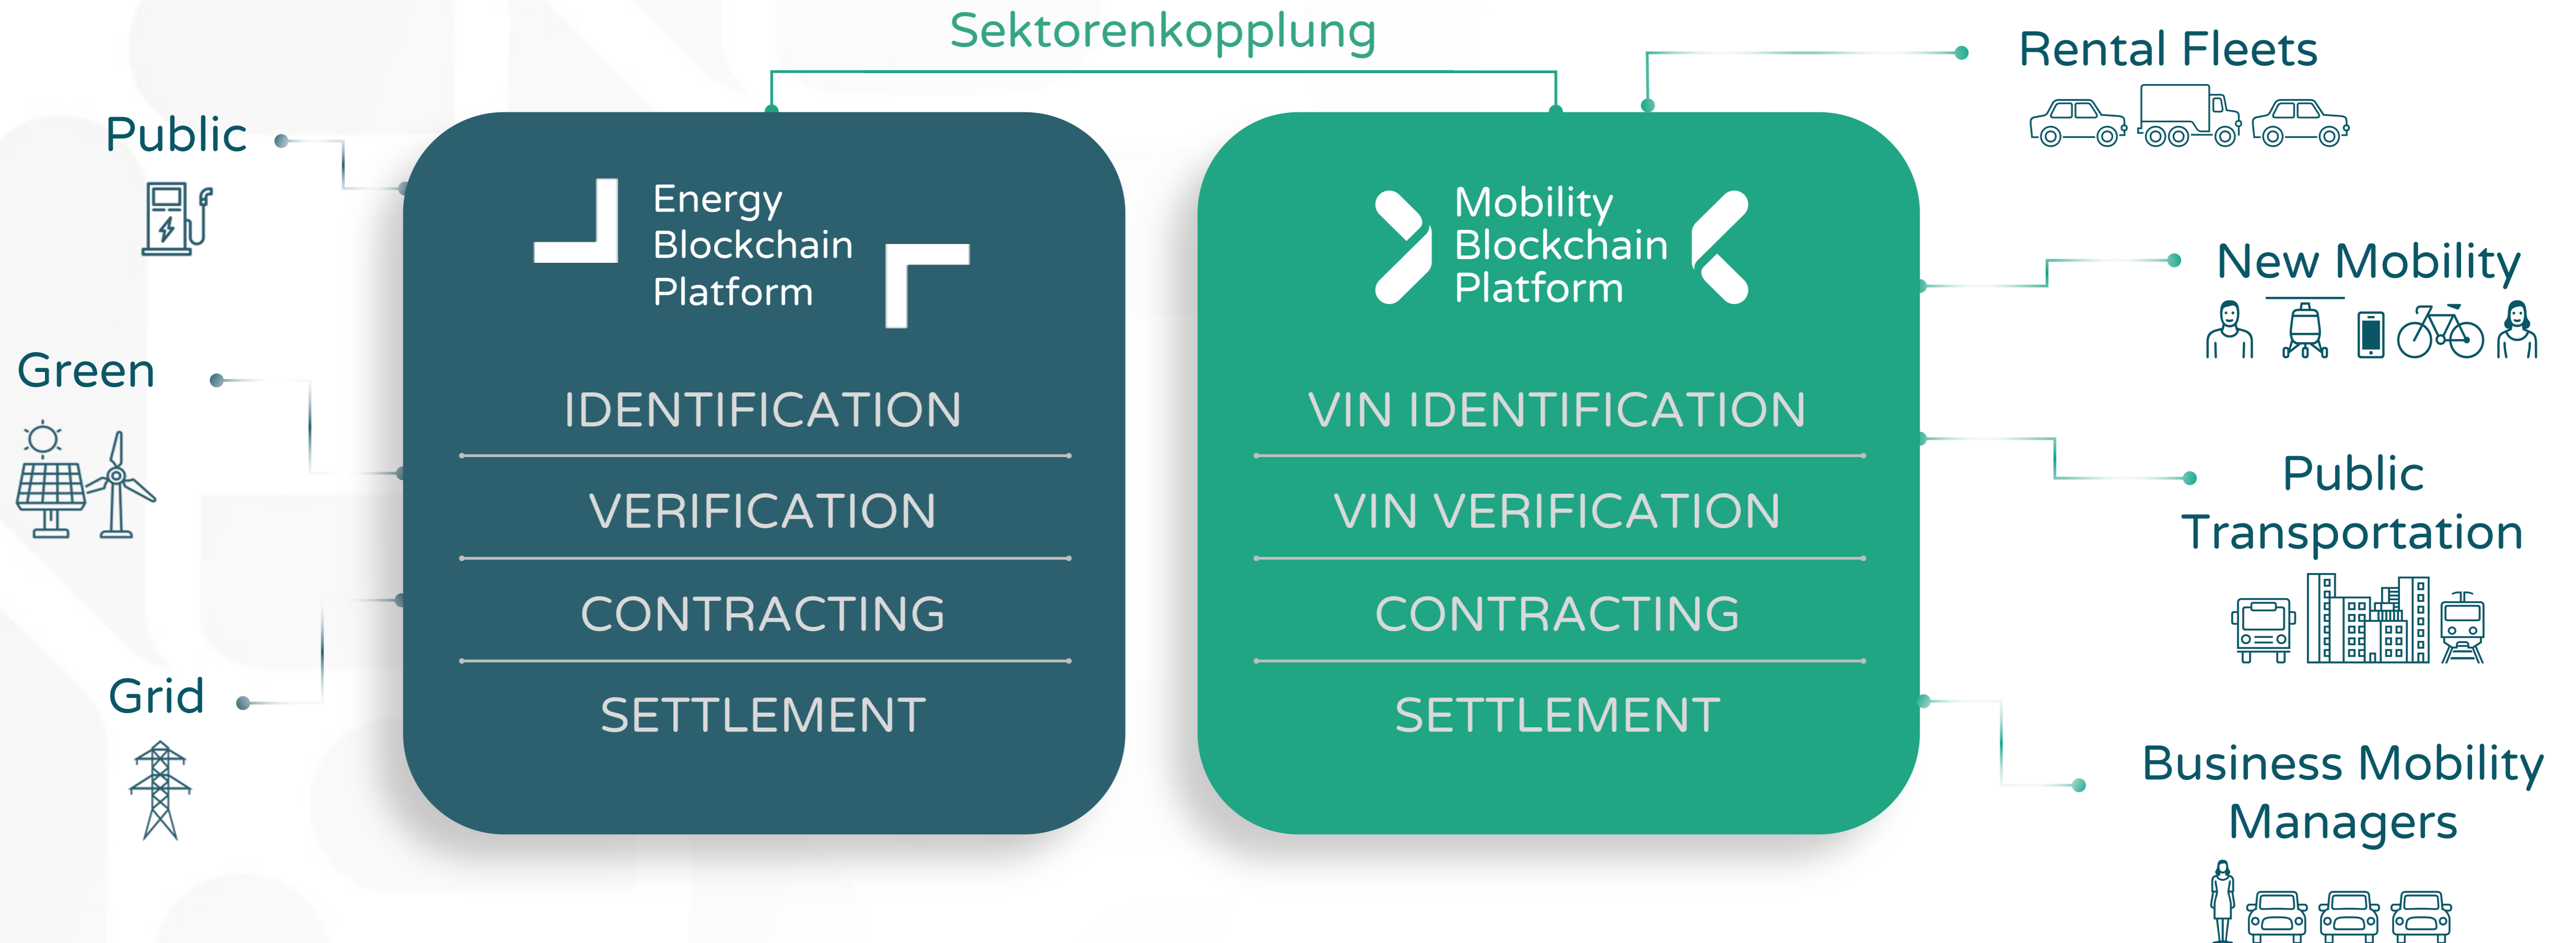 Sektorenkopplung
Public
Green
Grid
Energy
Blockchain
Platform
IDENTIFICATION
VERIFICATION
CONTRACTING
SETTLEMENT
Mobility
Blockchain
Platform
VIN IDENTIFICATION
VIN VERIFICATION
CONTRACTING
SETTLEMENT
Rental Fleets
New Mobility
Public
Transportation
Business Mobility
Managers